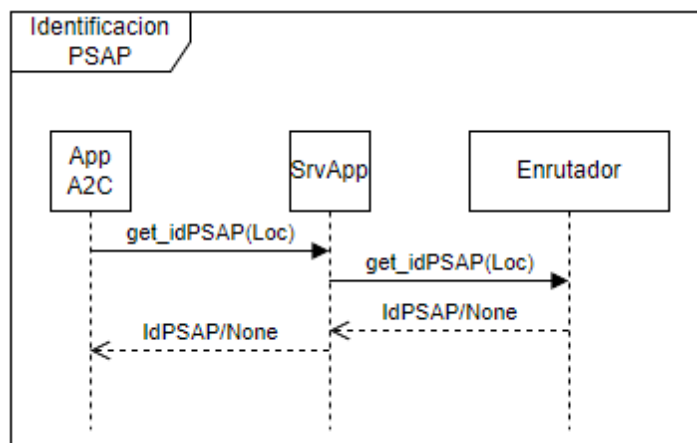 Identificacion
PSAP
App
A2C
SrvApp
Enrutador
get_idPSAP(Loc)
get_idPSAP(Loc)
IdPSAP/None
IdPSAP/None